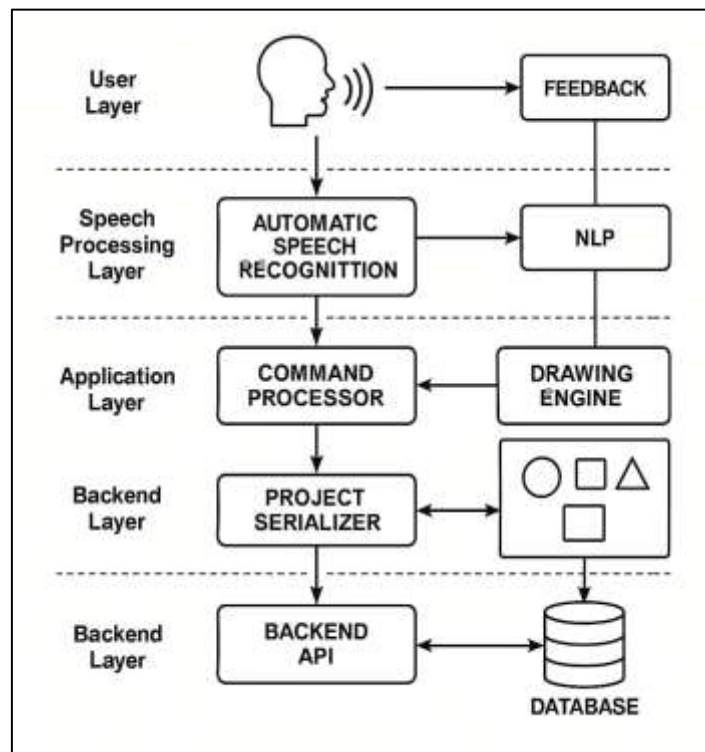 User
Layer
FEEDBACK
Speech
Processing
Layer
AUTOMATIC
SPEECH
RECOGNITTION
NLP
Application
Layer
COMMAND
PROCESSOR
DRAWING
ENGINE
Backend
Layer
PROJECT
SERIALIZER
Backend
Layer
BACKEND
API
DATABASE